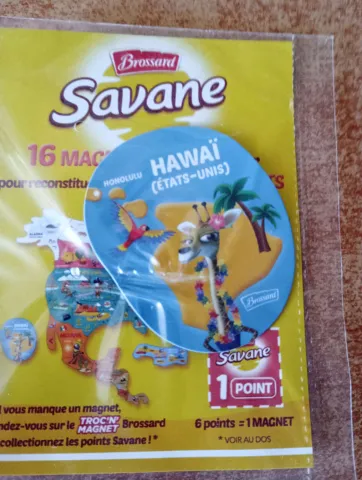 Brossard
Savane
16 MAG
pour reconstitu
HAWAÏ
(ÉTATS-UNIS)
HONOLULU
Brossard
Savane
1 POINT
l vous manque un magnet,
ndez-vous sur le TROC'N' MAGNET Brossard
collectionnez les points Savane ! *
6 points = 1 MAGNET
* VOIR AU DOS